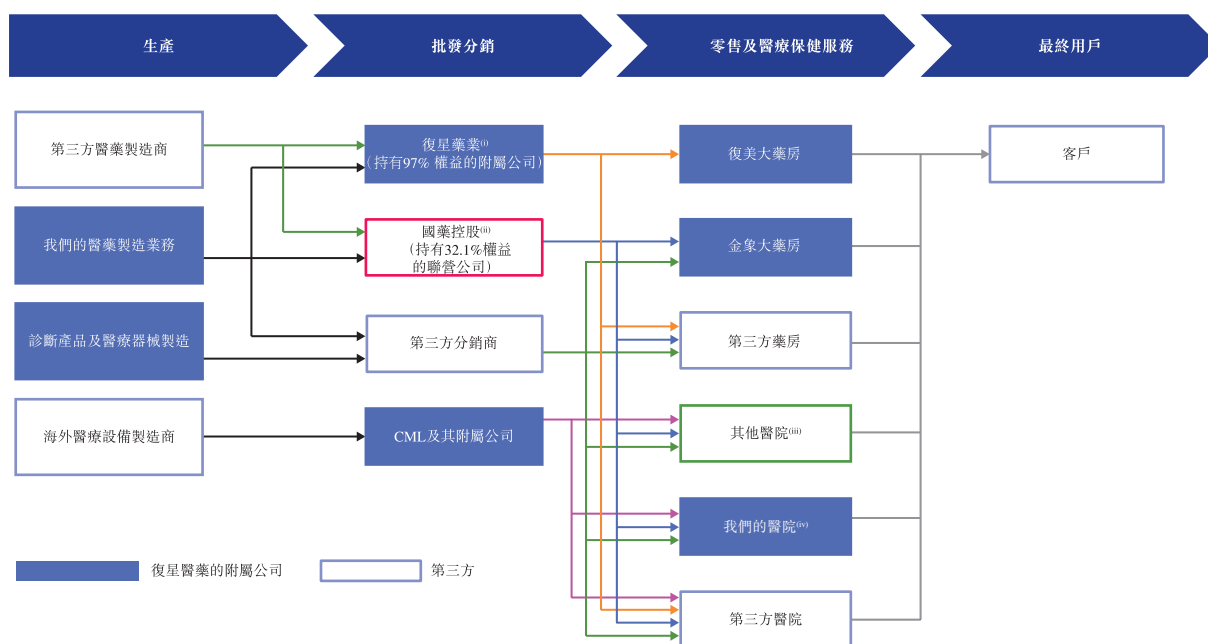 生產
批發分銷
零售及醫療保健服務
最終用戶
第三方醫藥製造商
我們的醫藥製造業務
診斷產品及醫療器械製造
海外醫療設備製造商
復星藥業(i)
(持有97% 權益的附屬公司)
國藥控股(ii)
(持有32.1%權益
的聯營公司)
第三方分銷商
CML及其附屬公司
復美大藥房
金象大藥房
第三方藥房
其他醫院(iii)
我們的醫院(iv)
第三方醫院
客戶
復星醫藥的附屬公司
第三方